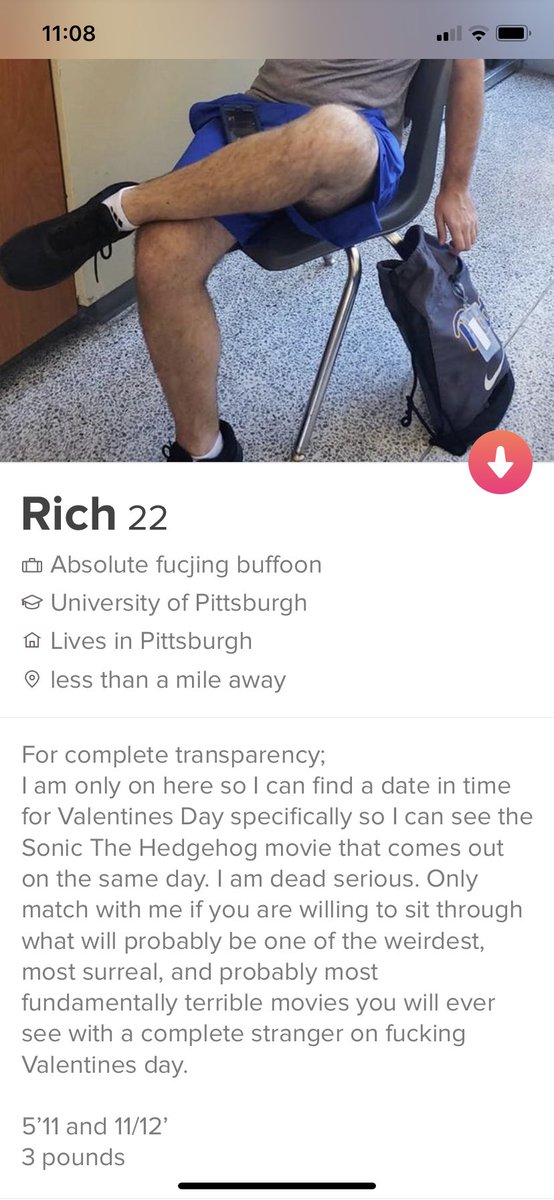 11:08
Rich 22
Absolute fucjing buffoon
University of Pittsburgh
Lives in Pittsburgh
less than a mile away
For complete transparency;
I am only on here so I can find a date in time
for Valentines Day specifically so I can see the
Sonic The Hedgehog movie that comes out
on the same day. I am dead serious. Only
match with me if you are willing to sit through
what will probably be one of the weirdest,
most surreal, and probably most
fundamentally terrible movies you will ever
see with a complete stranger on fucking
Valentines day.
5’11 and 11/12’
3 pounds